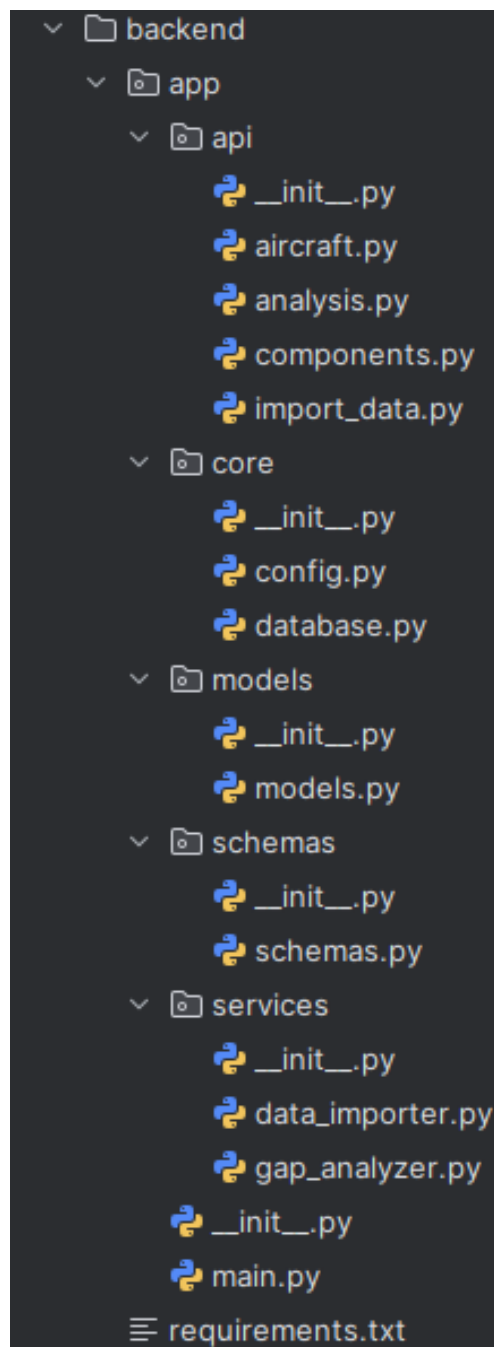 backend
app
api
__init__.py
aircraft.py
analysis.py
components.py
import_data.py
core
__init__.py
config.py
database.py
models
__init__.py
models.py
schemas
__init__.py
schemas.py
services
__init__.py
data_importer.py
gap_analyzer.py
__init__.py
main.py
requirements.txt